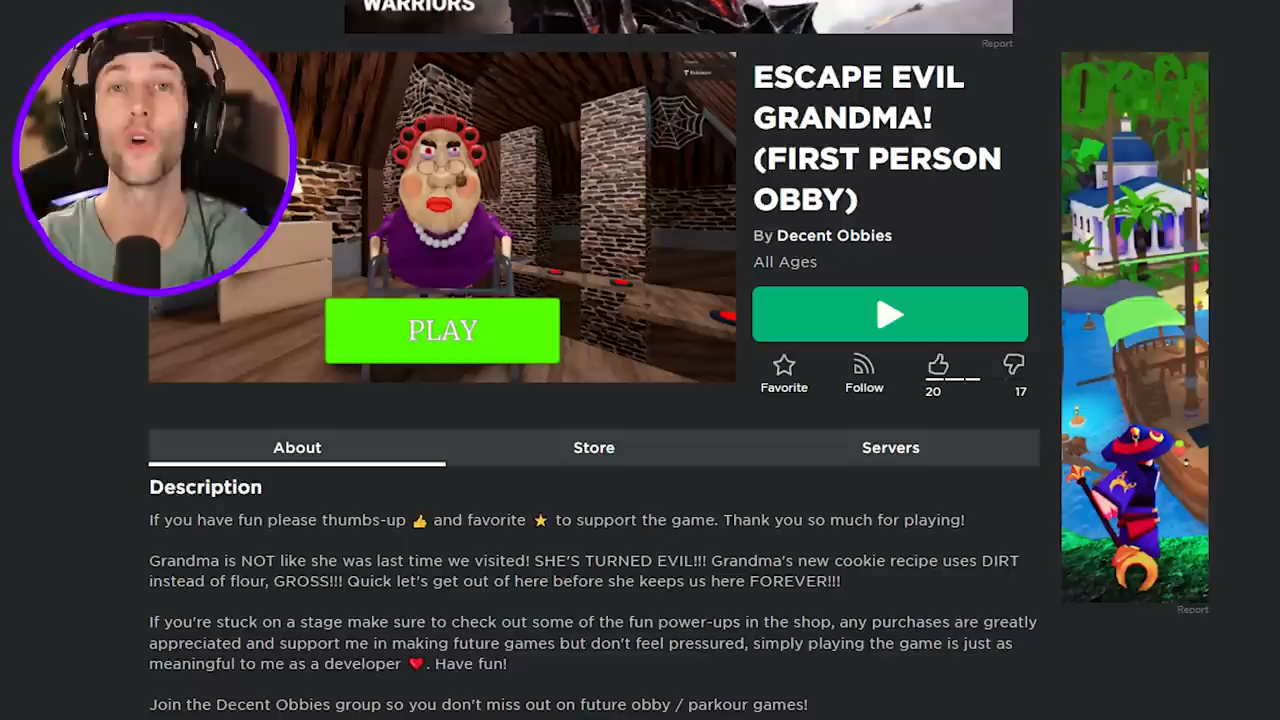 WARRIORS
Report
ESCAPE EVIL
GRANDMA!
(FIRST PERSON
OBBY)
By Decent Obbies
All Ages
PLAY
Favorite
Follow
20
17
About
Store
Servers
Description
If you have fun please thumbs-up 👍 and favorite ⭐ to support the game. Thank you so much for playing!
Grandma is NOT like she was last time we visited! SHE'S TURNED EVIL!!! Grandma's new cookie recipe uses DIRT
instead of flour, GROSS!!! Quick let's get out of here before she keeps us here FOREVER!!!
Report
If you're stuck on a stage make sure to check out some of the fun power-ups in the shop, any purchases are greatly
appreciated and support me in making future games but don't feel pressured, simply playing the game is just as
meaningful to me as a developer ❤️. Have fun!
Join the Decent Obbies group so you don't miss out on future obby / parkour games!